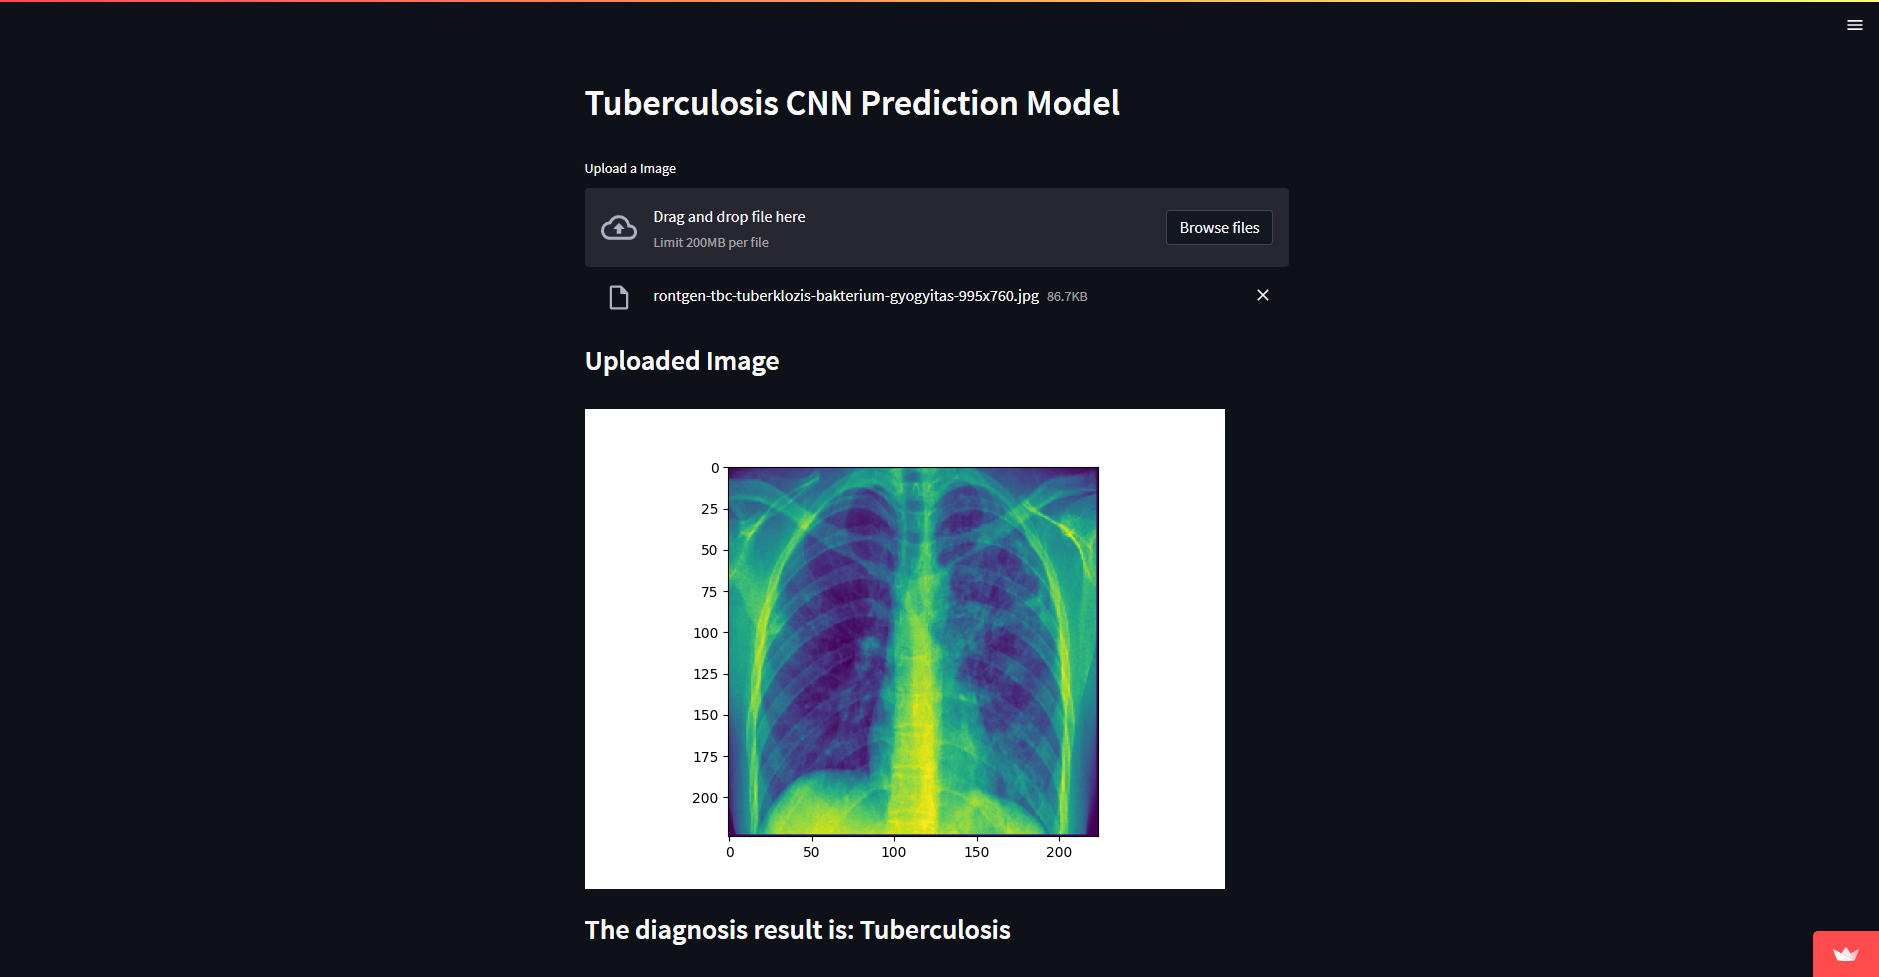 Tuberculosis CNN Prediction Model
Upload a Image
Drag and drop file here
Limit 200MB per file
Browse files
rontgen-tbc-tuberklozis-bakterium-gyogyitas-995x760.jpg 86.7KB
Uploaded Image
0
25
50
75
100
125
150
175
200
0 50 100 150 200
The diagnosis result is: Tuberculosis